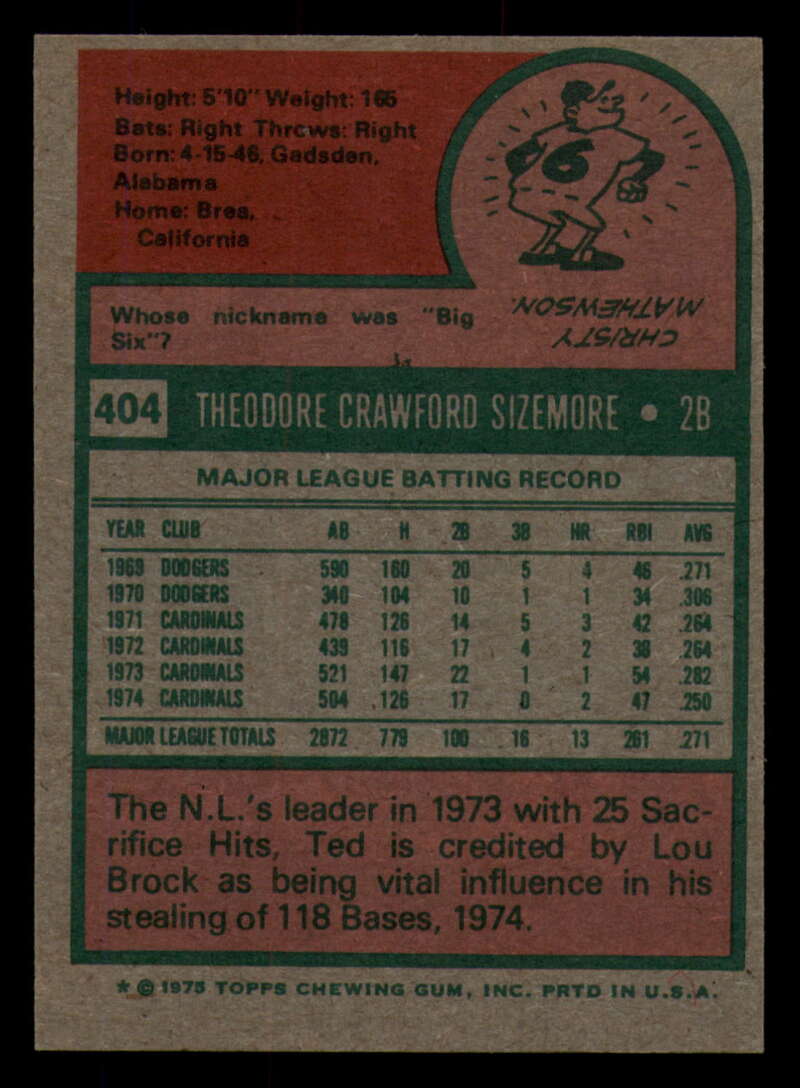 Height: 5'10" Weight: 165
Bats: Right Throws: Right
Born: 4-15-46, Gadsden,
Alabama
Home: Brea,
California
6
Whose nickname was "Big
Six"?
CHRISTY
MATHEWSON.
404 THEODORE CRAWFORD SIZEMORE • 2B
MAJOR LEAGUE BATTING RECORD
YEAR CLUB AB H 2B 3B HR RBI AVG
1969 DODGERS 590 160 20 5 4 46 .271
1970 DODGERS 340 104 10 1 1 34 .306
1971 CARDINALS 478 126 14 5 3 42 .264
1972 CARDINALS 439 116 17 4 2 38 .264
1973 CARDINALS 521 147 22 1 1 54 .282
1974 CARDINALS 504 126 17 0 2 47 .250
MAJOR LEAGUE TOTALS 2872 779 100 16 13 261 .271
The N.L.'s leader in 1973 with 25 Sac-
rifice Hits, Ted is credited by Lou
Brock as being vital influence in his
stealing of 118 Bases, 1974.
* © 1975 TOPPS CHEWING GUM, INC. PRTD IN U.S.A.